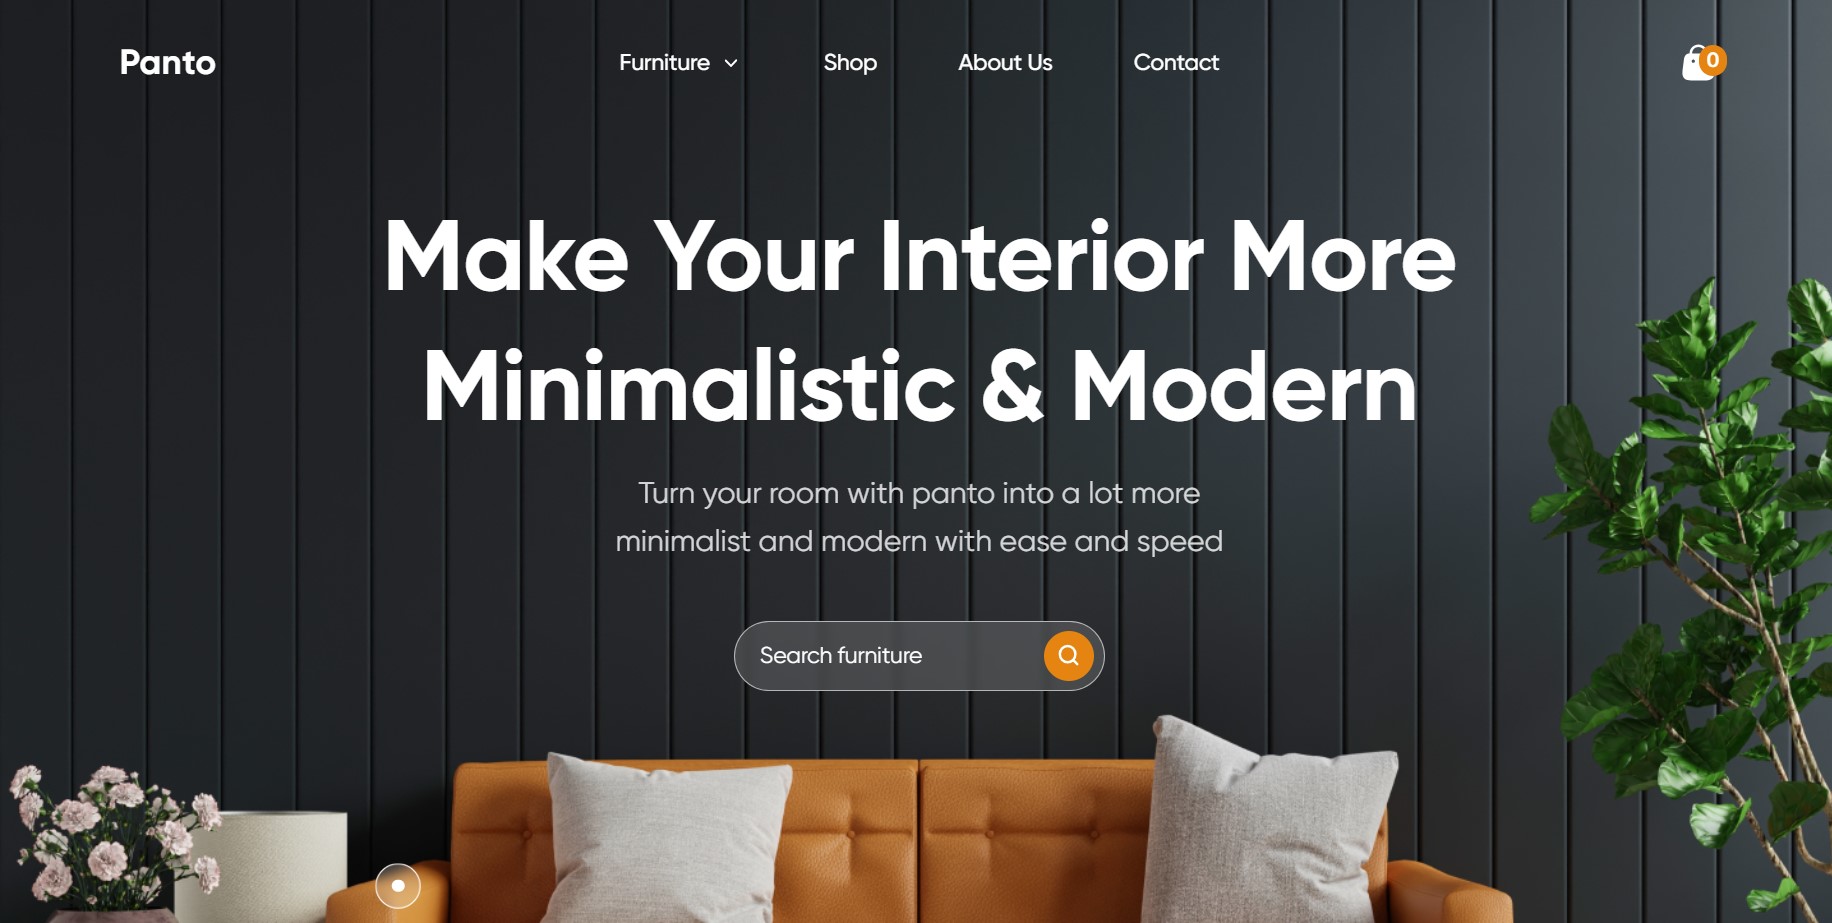 Panto
Furniture
Shop
About Us
Contact
0
Make Your Interior More
Minimalistic & Modern
Turn your room with panto into a lot more
minimalist and modern with ease and speed
Search furniture